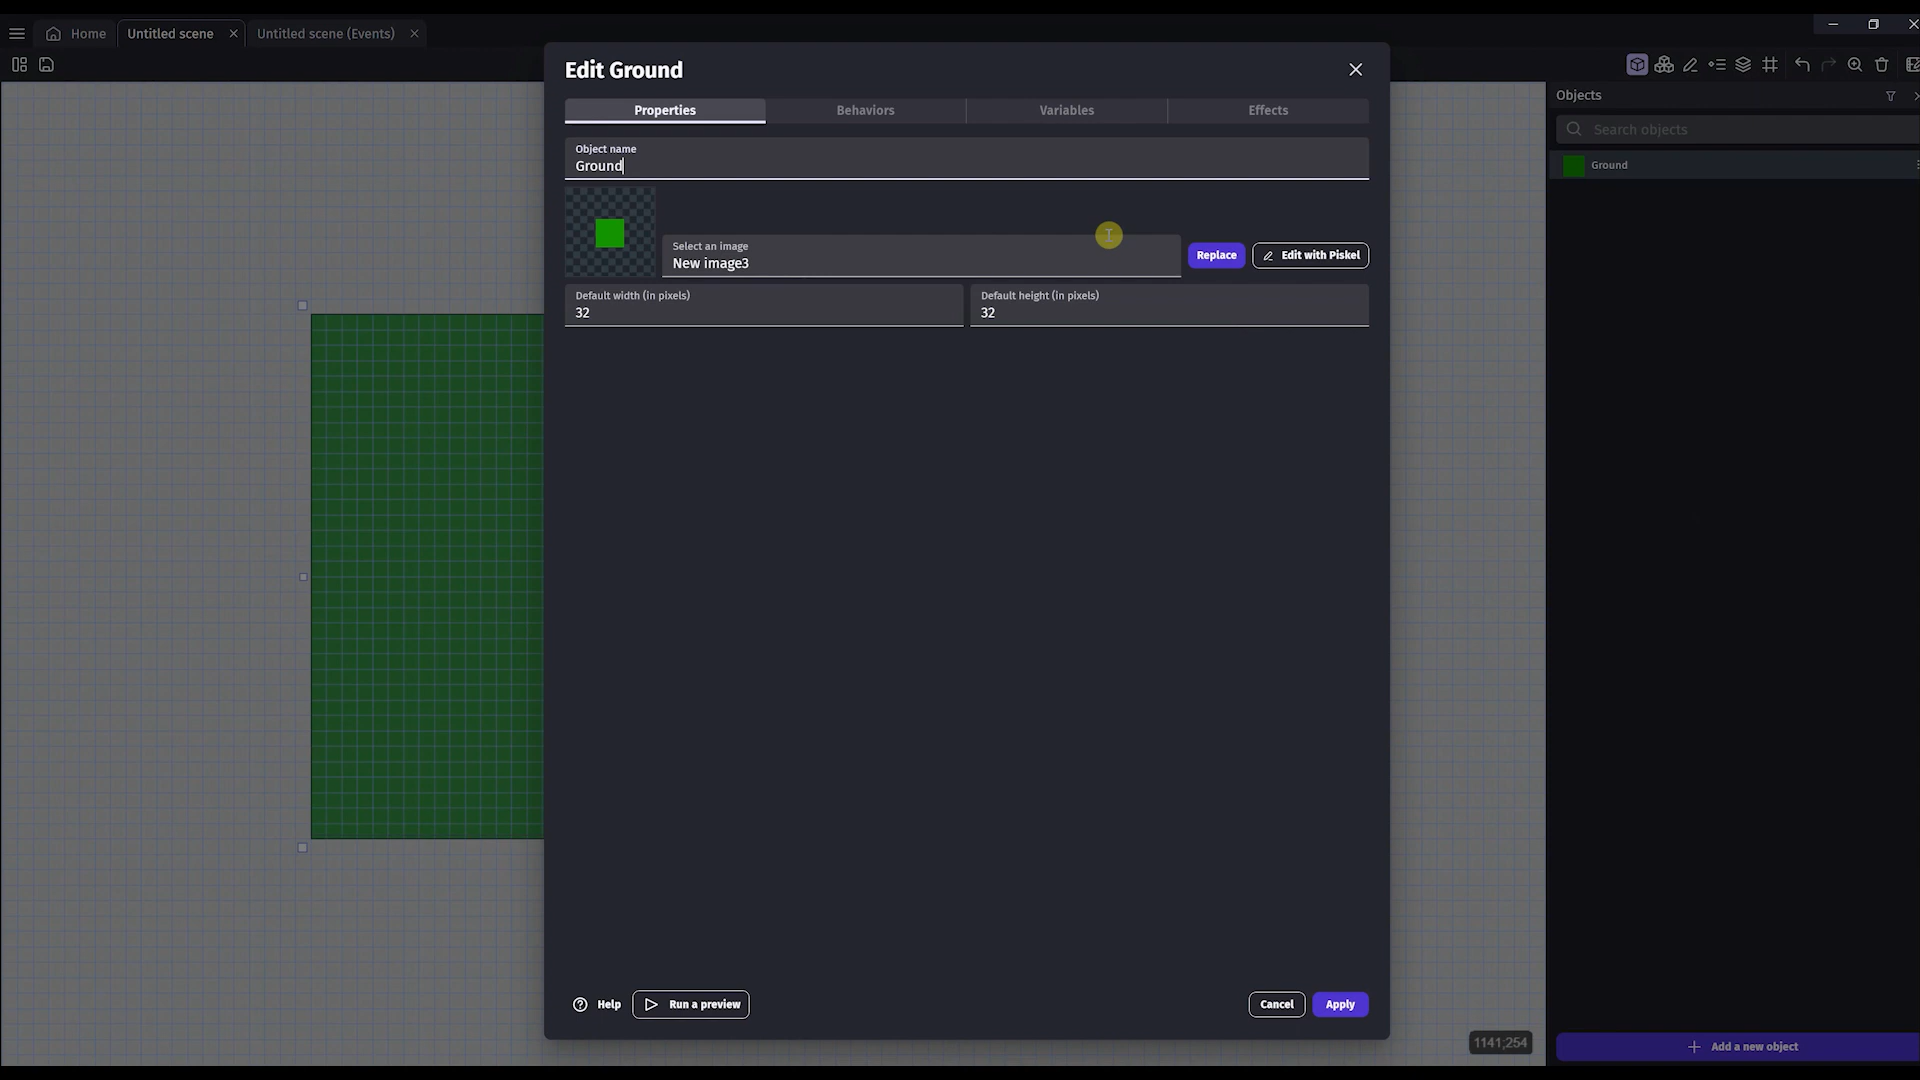 Home
Untitled scene
Untitled scene (Events)
Edit Ground
Properties
Behaviors
Variables
Effects
Object name
Ground
Select an image
New image3
Replace
Edit with Piskel
Default width (in pixels)
32
Default height (in pixels)
32
Help
Run a preview
Cancel
Apply
1141;254
Objects
Search objects
Ground
Add a new object